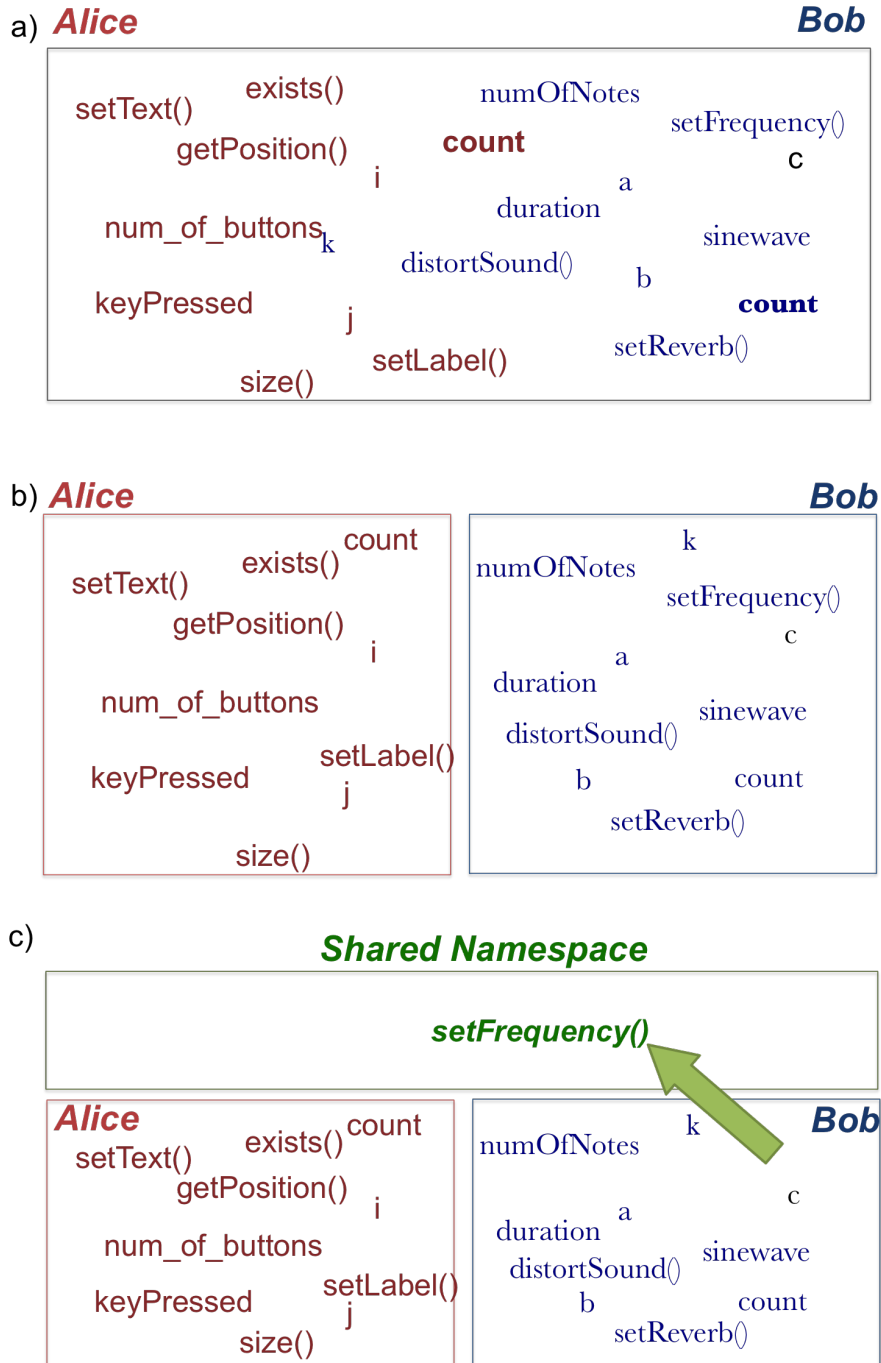 a) Alice Bob
exists() numOfNotes
setText() setFrequency()
getPosition() count c
i a
duration
num_of_buttons k sinewave
distortSound() b
keyPressed count
j setReverb()
setLabel()
size()
b) Alice Bob
count k
exists() numOfNotes
setText() setFrequency()
getPosition() c
i a
duration
num_of_buttons sinewave
distortSound()
setLabel()
keyPressed b count
j
setReverb()
size()
c)
Shared Namespace
setFrequency()
Alice count k Bob
exists() numOfNotes
setText()
getPosition() c
i a
duration
num_of_buttons sinewave
distortSound()
setLabel()
keyPressed b count
j setReverb()
size()